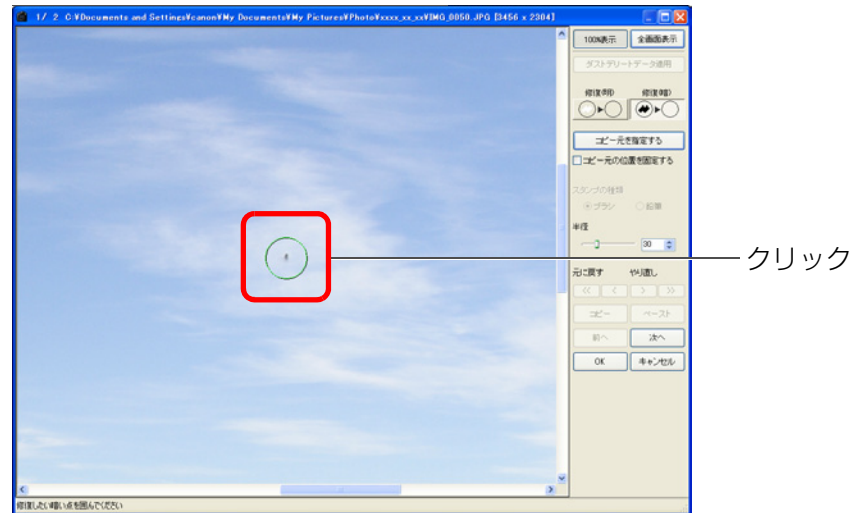 1/ 2 C:¥Documents and Settings¥canon¥My Documents¥My Pictures¥Photo¥xxxx_xx_xx¥IMG_0050.JPG [3456 x 2304]
100%表示 全画面表示
ダストデリートデータ適用
修復(明) 修復(暗)
コピー元を指定する
コピー元の位置を固定する
スタンプの種類
ブラシ 鉛筆
半径
30
クリック
元に戻す やり直し
<< < > >>
コピー ペースト
前へ 次へ
OK キャンセル
修復したい暗い点を囲んでください